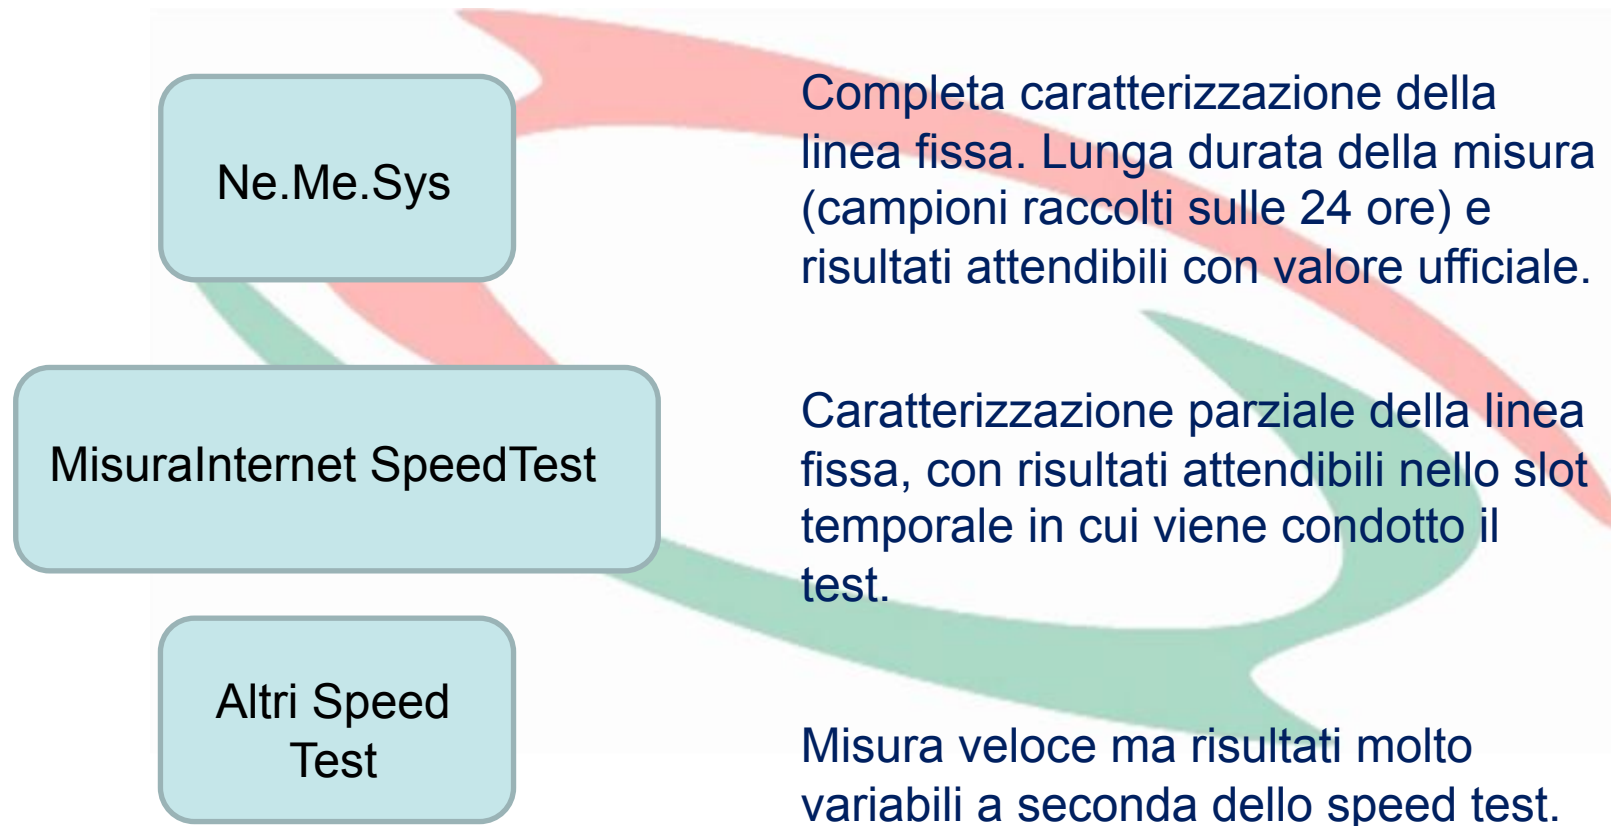 Ne.Me.Sys
Completa caratterizzazione della
linea fissa. Lunga durata della misura
(campioni raccolti sulle 24 ore) e
risultati attendibili con valore ufficiale.
MisuraInternet SpeedTest
Caratterizzazione parziale della linea
fissa, con risultati attendibili nello slot
temporale in cui viene condotto il
test.
Altri Speed
Test
Misura veloce ma risultati molto
variabili a seconda dello speed test.